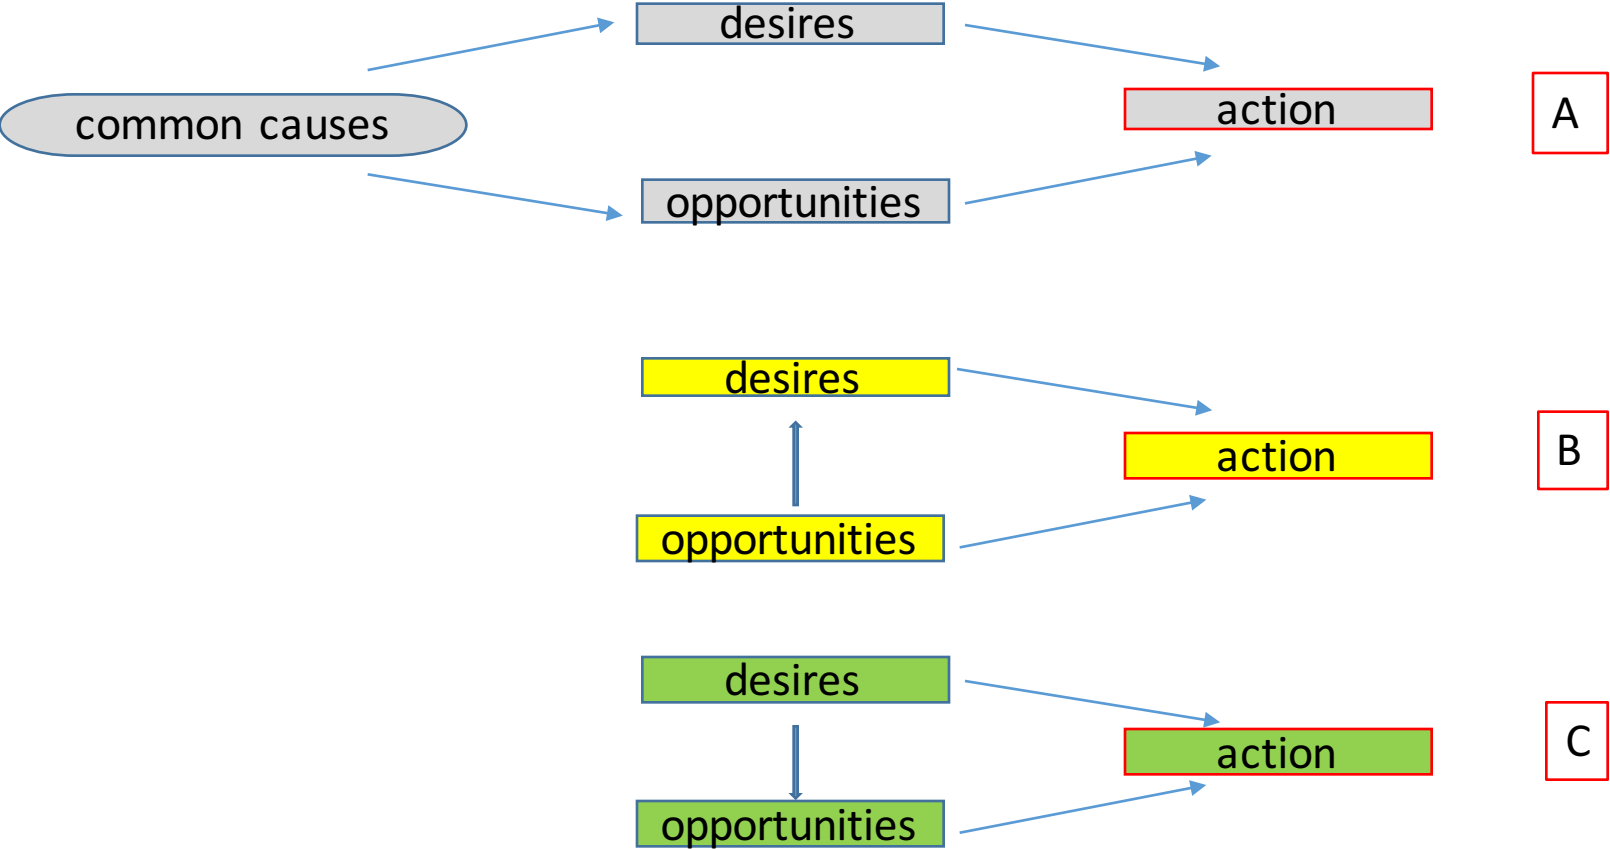 desires
common causes
action
A
opportunities
desires
action
B
opportunities
desires
action
C
opportunities